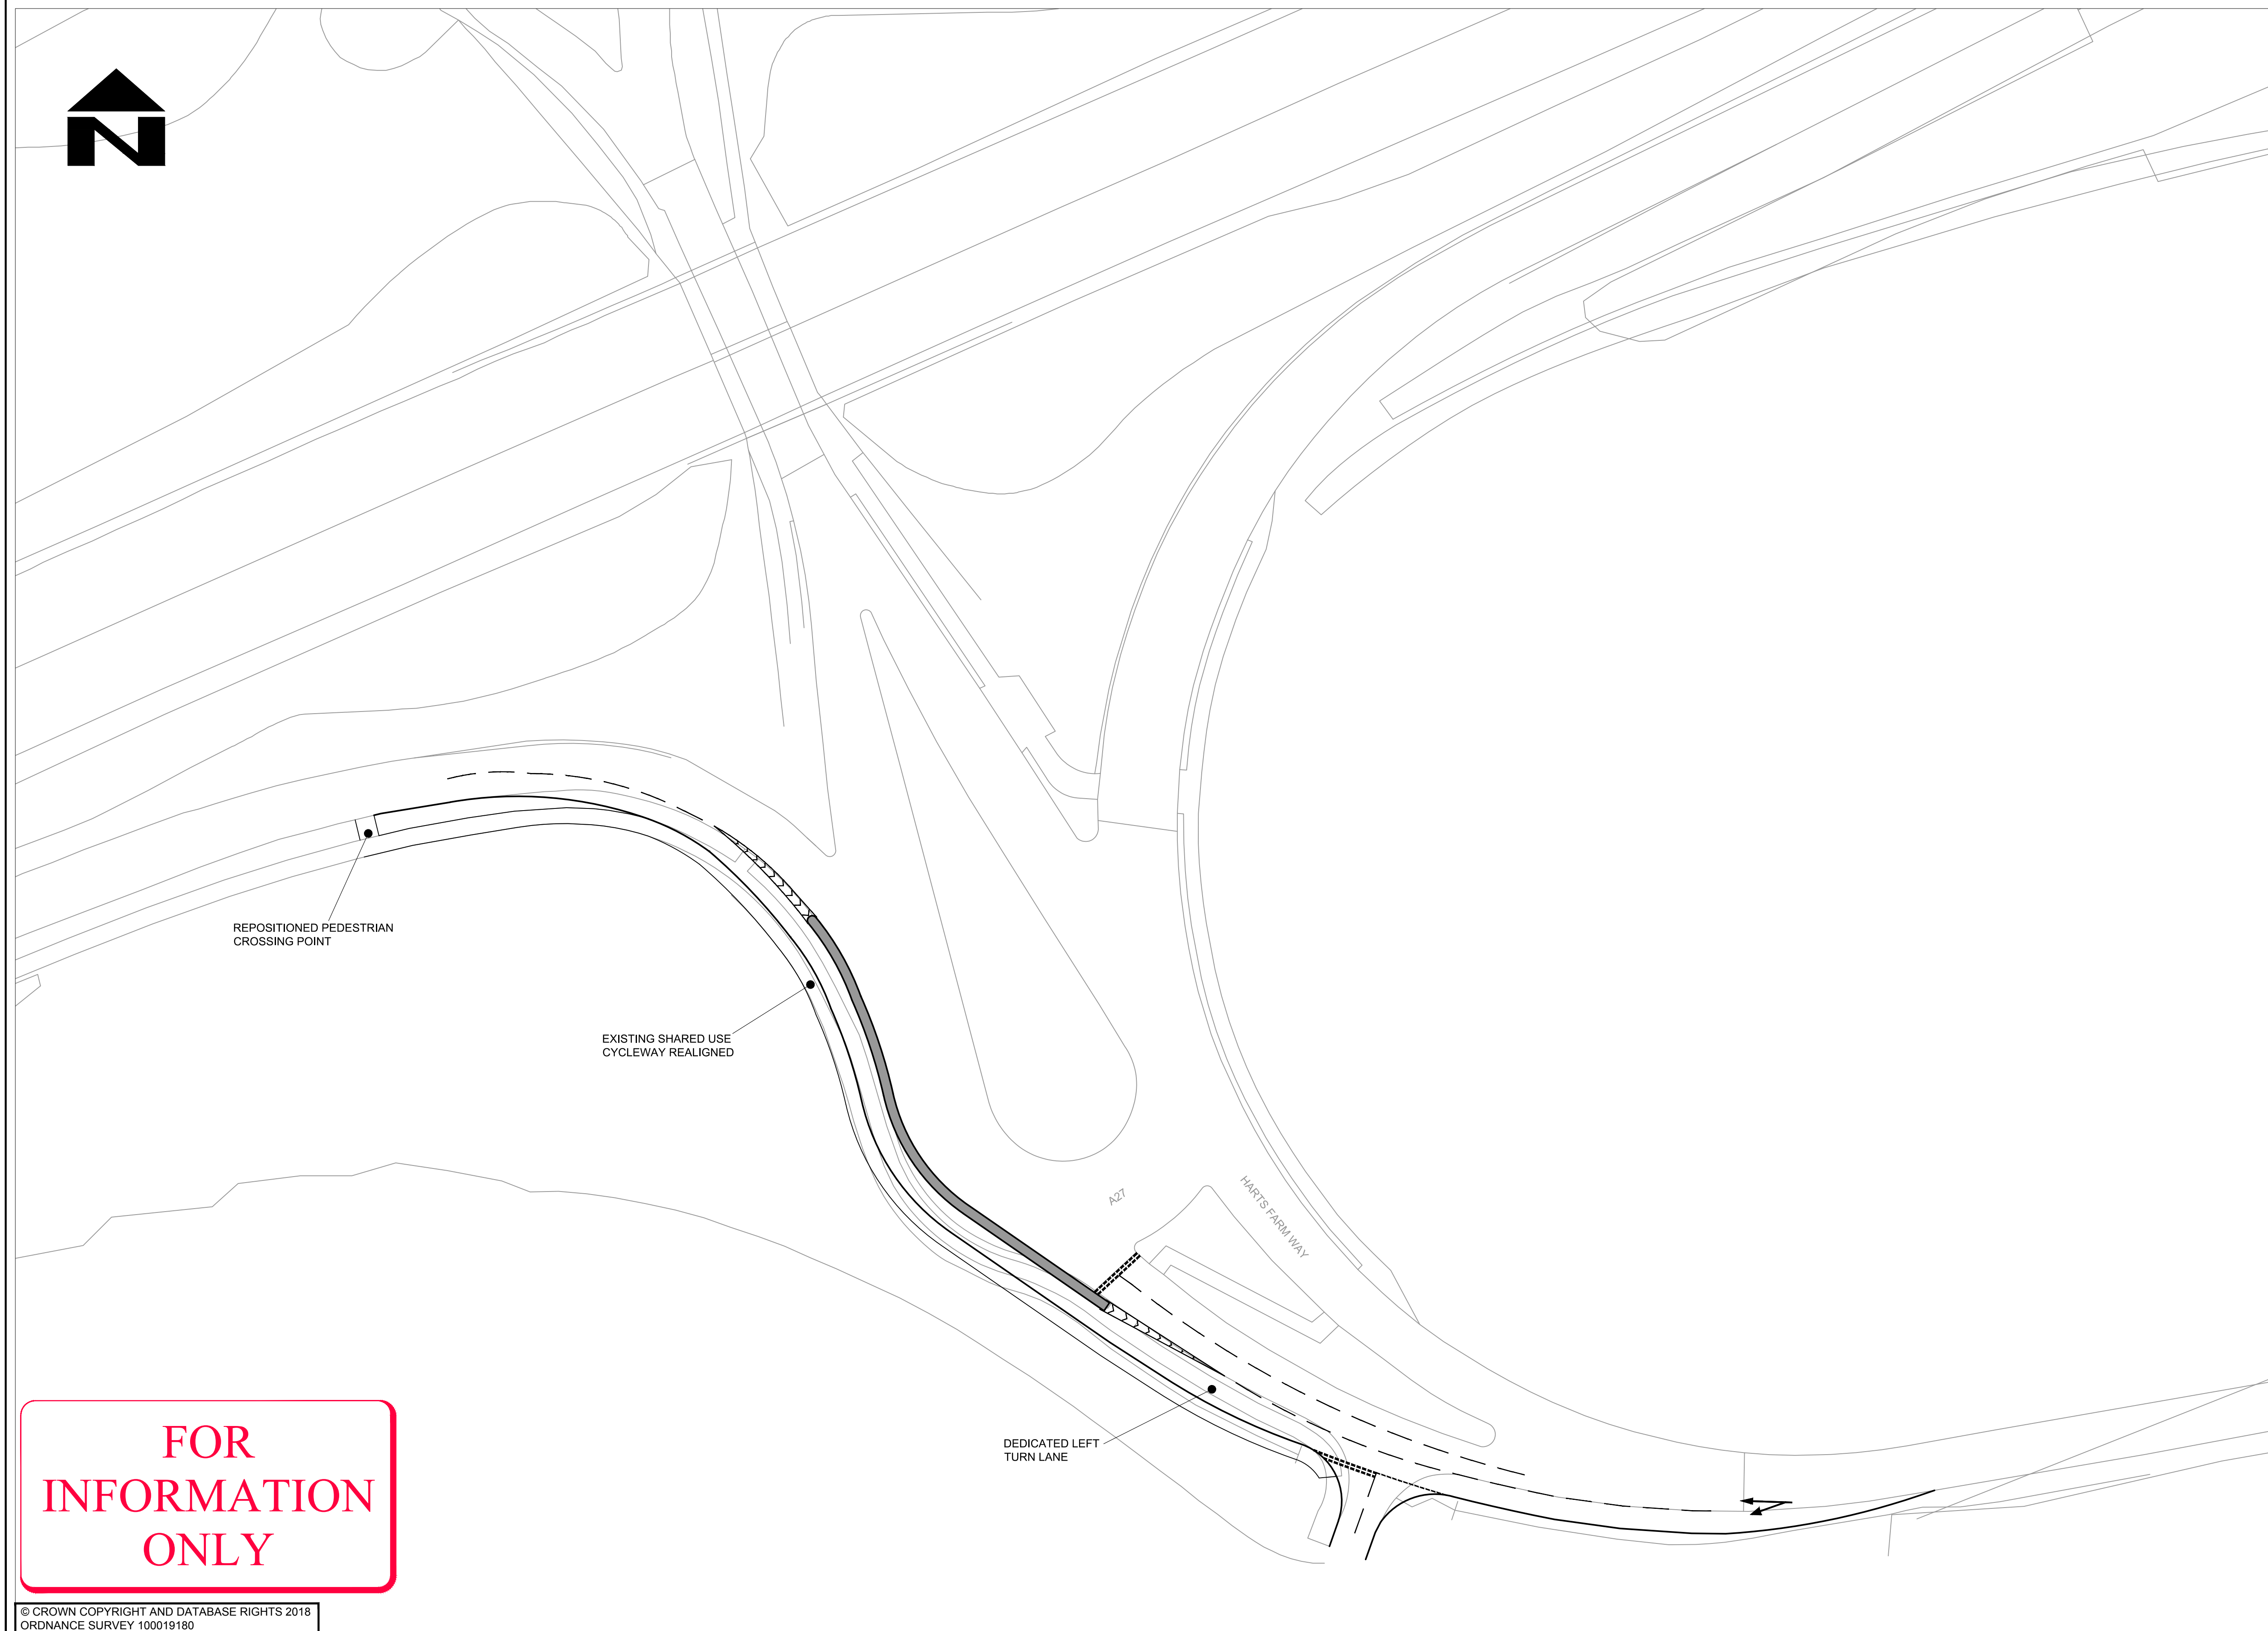 N
REPOSITIONED PEDESTRIAN
CROSSING POINT
EXISTING SHARED USE
CYCLEWAY REALIGNED
A27
HARTS FARM WAY
DEDICATED LEFT
TURN LANE
FOR
INFORMATION
ONLY
© CROWN COPYRIGHT AND DATABASE RIGHTS 2018
ORDNANCE SURVEY 100019180